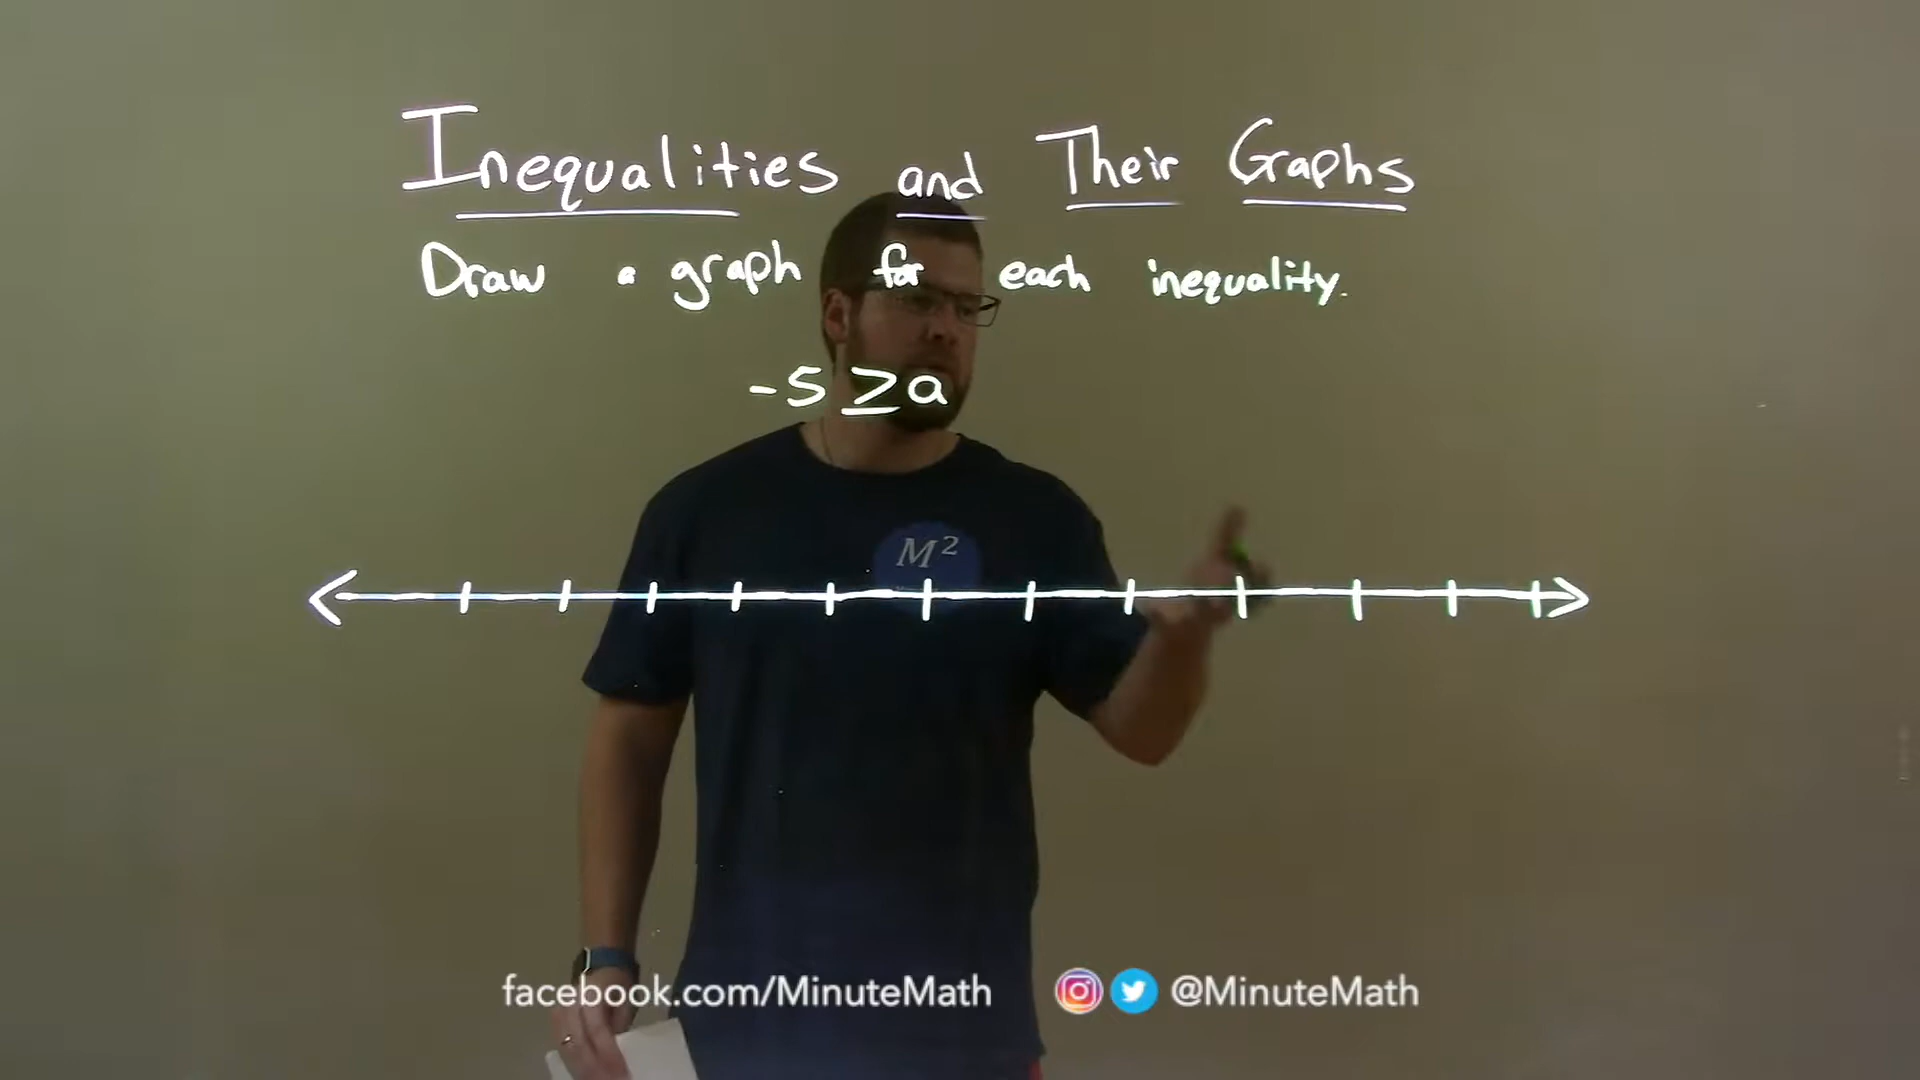 Inequalities and Their Graphs
Draw a graph for each inequality.
-5 ≥ a
M²
facebook.com/MinuteMath @MinuteMath